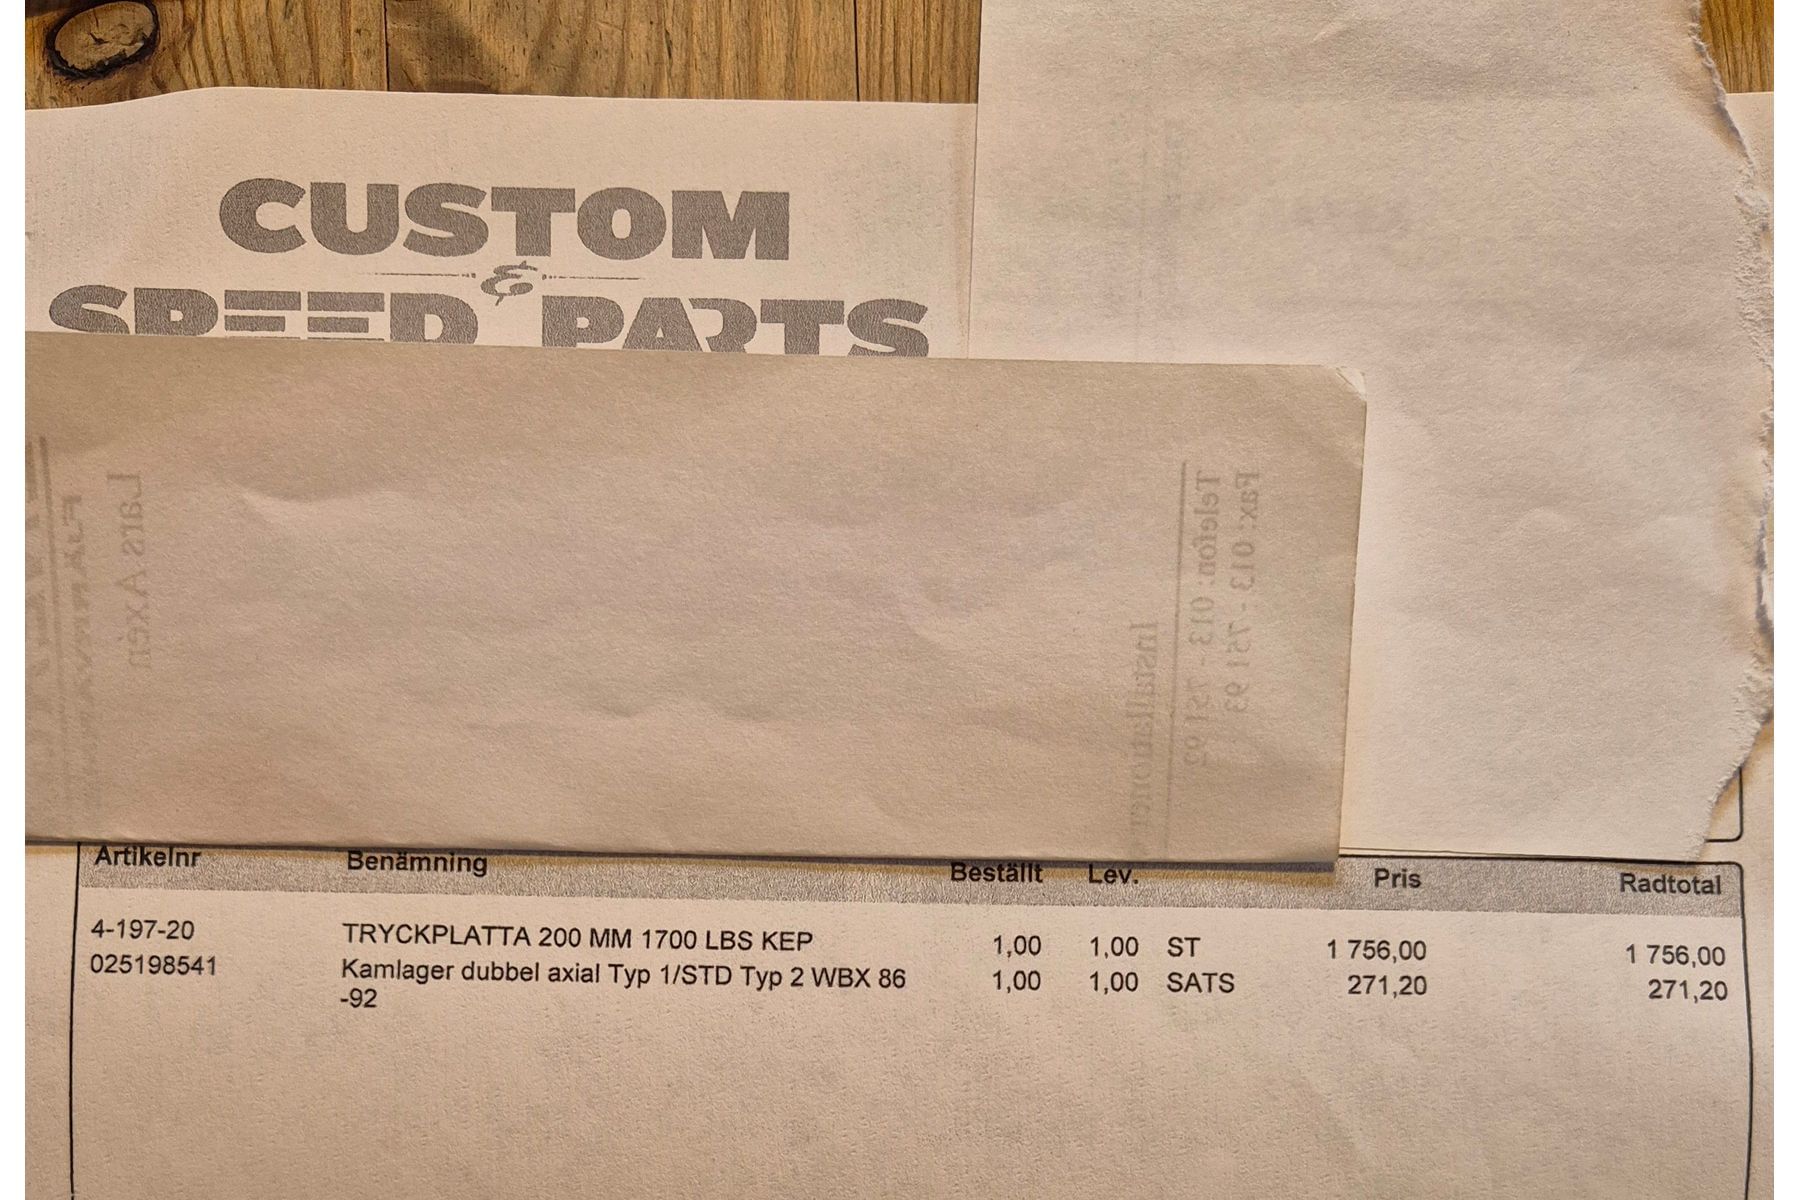 CUSTOM
&
SPEED PARTS
Lars Axén
Fax: 013 - 751 93
Telefon: 013 - 751 92
Artikelnr Benämning Beställt Lev. Pris Radtotal
4-197-20 TRYCKPLATTA 200 MM 1700 LBS KEP 1,00 1,00 ST 1 756,00 1 756,00
025198541 Kamlager dubbel axial Typ 1/STD Typ 2 WBX 86 1,00 1,00 SATS 271,20 271,20
-92